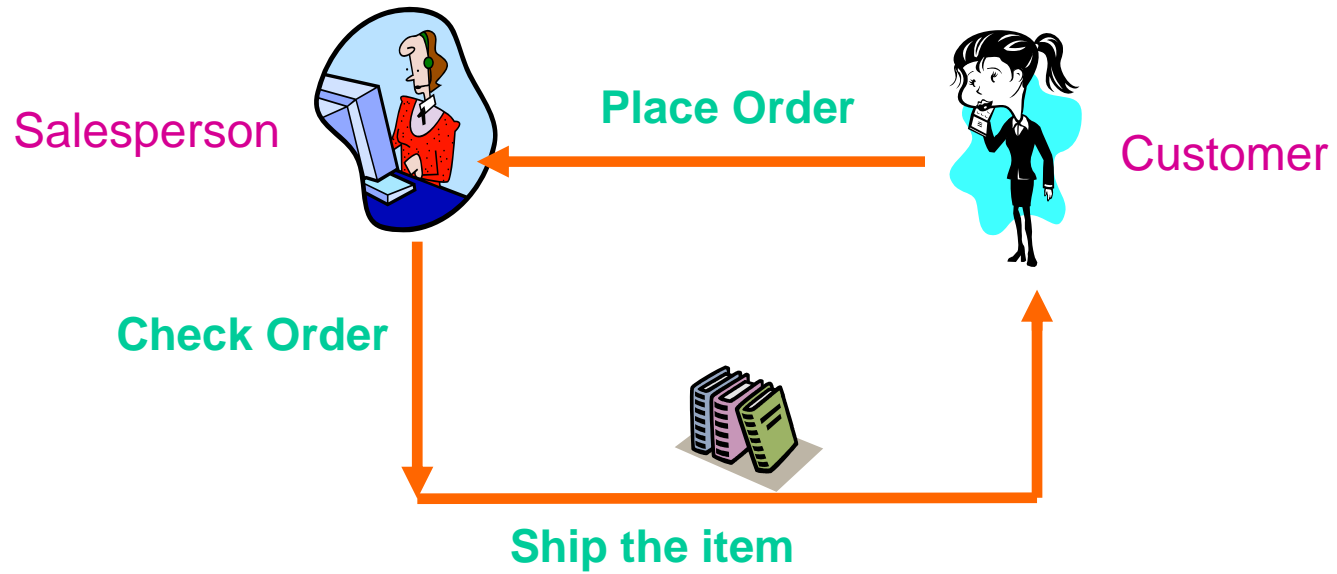 Place Order
Salesperson
Customer
Check Order
Ship the item